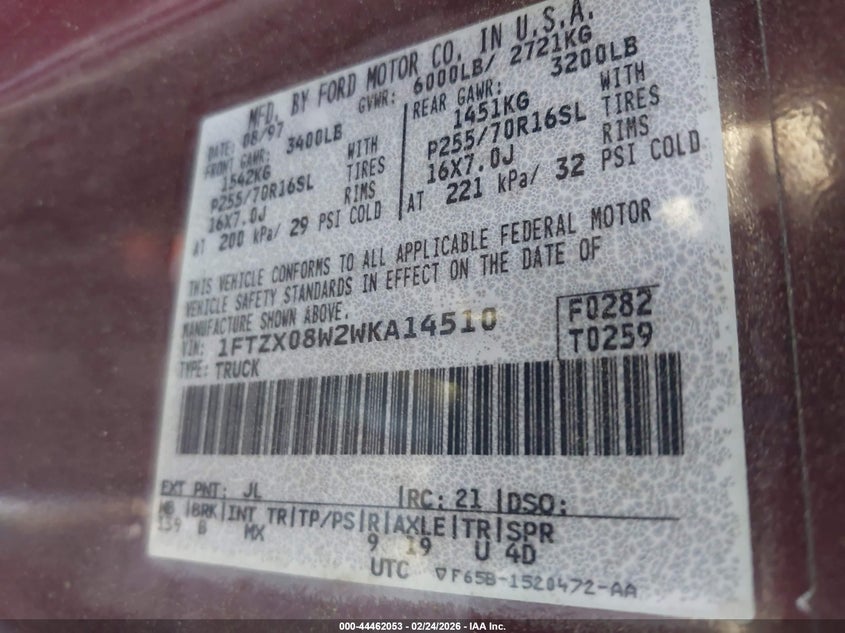 MFD. BY FORD MOTOR CO. IN U.S.A.
DATE: 08/97 GVWR: 6000LB/ 2721KG
FRONT GAWR: 3400LB REAR GAWR: 3200LB
1542KG WITH 1451KG WITH
P255/70R16SL TIRES P255/70R16SL TIRES
16X7.0J RIMS 16X7.0J RIMS
AT 200 kPa/ 29 PSI COLD AT 221 kPa/ 32 PSI COLD
THIS VEHICLE CONFORMS TO ALL APPLICABLE FEDERAL MOTOR
VEHICLE SAFETY STANDARDS IN EFFECT ON THE DATE OF
MANUFACTURE SHOWN ABOVE.
VIN: 1FTZX08W2WKA14510 F0282
TYPE: TRUCK T0259
EXT PNT: JL RC: 21 DSO:
WB BRK INT TR TP/PS R AXLE TR SPR
139 B MX 9 19 U 4D
UTC ▽F65B-1520472-AA
000-44462053 - 02/24/2026 - IAA Inc.